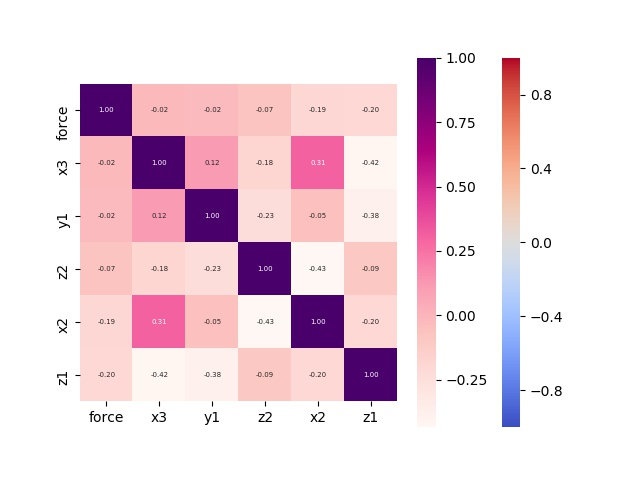 force 1.00 -0.02 -0.02 -0.07 -0.19 -0.20
x3 -0.02 1.00 0.12 -0.18 0.31 -0.42
y1 -0.02 0.12 1.00 -0.23 -0.05 -0.38
z2 -0.07 -0.18 -0.23 1.00 -0.43 -0.09
x2 -0.19 0.31 -0.05 -0.43 1.00 -0.20
z1 -0.20 -0.42 -0.38 -0.09 -0.20 1.00
force x3 y1 z2 x2 z1
1.00
0.75
0.50
0.25
0.00
−0.25
0.8
0.4
0.0
−0.4
−0.8